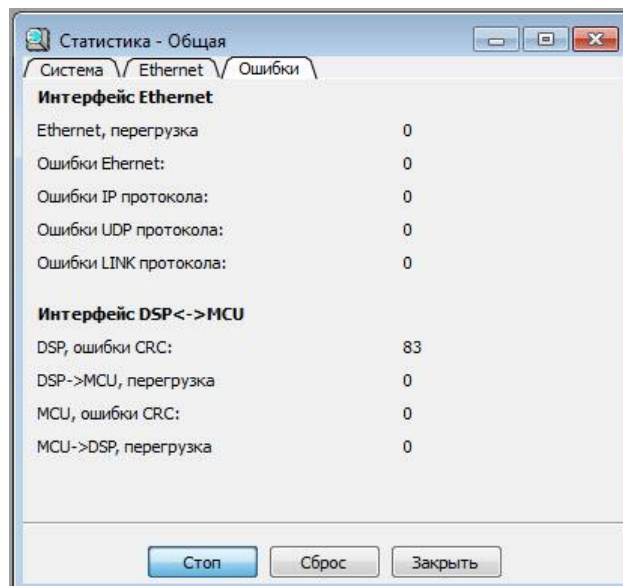 Статистика - Общая
Система Ethernet Ошибки
Интерфейс Ethernet
Ethernet, перегрузка 0
Ошибки Ehernet: 0
Ошибки IP протокола: 0
Ошибки UDP протокола: 0
Ошибки LINK протокола: 0
Интерфейс DSP<->MCU
DSP, ошибки CRC: 83
DSP->MCU, перегрузка 0
MCU, ошибки CRC: 0
MCU->DSP, перегрузка 0
Стоп Сброс Закрыть